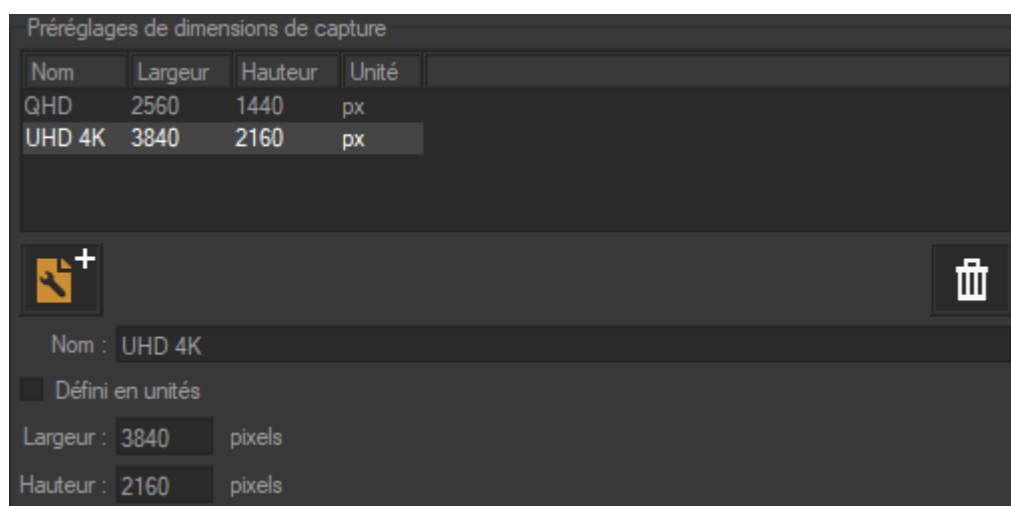 Préréglages de dimensions de capture
Nom Largeur Hauteur Unité
QHD 2560 1440 px
UHD 4K 3840 2160 px
Nom : UHD 4K
Défini en unités
Largeur : 3840 pixels
Hauteur : 2160 pixels